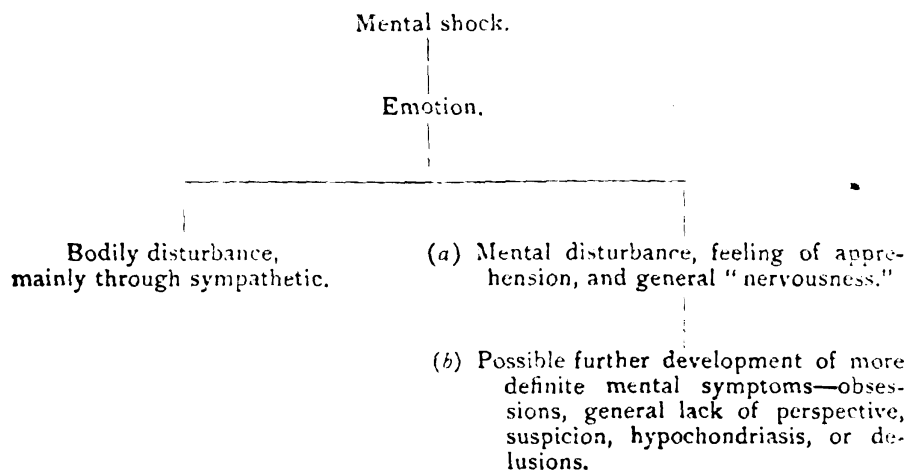 Mental shock.
Emotion.
Bodily disturbance,
mainly through sympathetic.
(a) Mental disturbance, feeling of appre-
hension, and general “nervousness.”
(b) Possible further development of more
definite mental symptoms—obses-
sions, general lack of perspective,
suspicion, hypochondriasis, or de-
lusions.